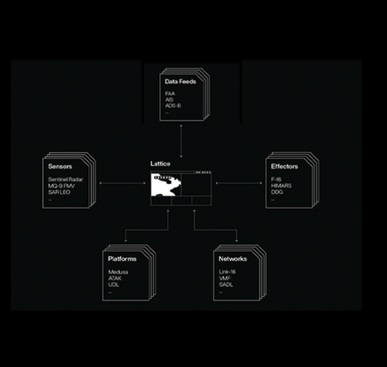 Data Feeds
FAA
AIS
ADS-B
Lattice
Sensors
Sentinel Radar
MQ-9 FMV
SAR LEO
Effectors
F-16
HIMARS
DDG
Platforms
Medusa
ATAK
UDL
Networks
Link-16
VMF
SADL